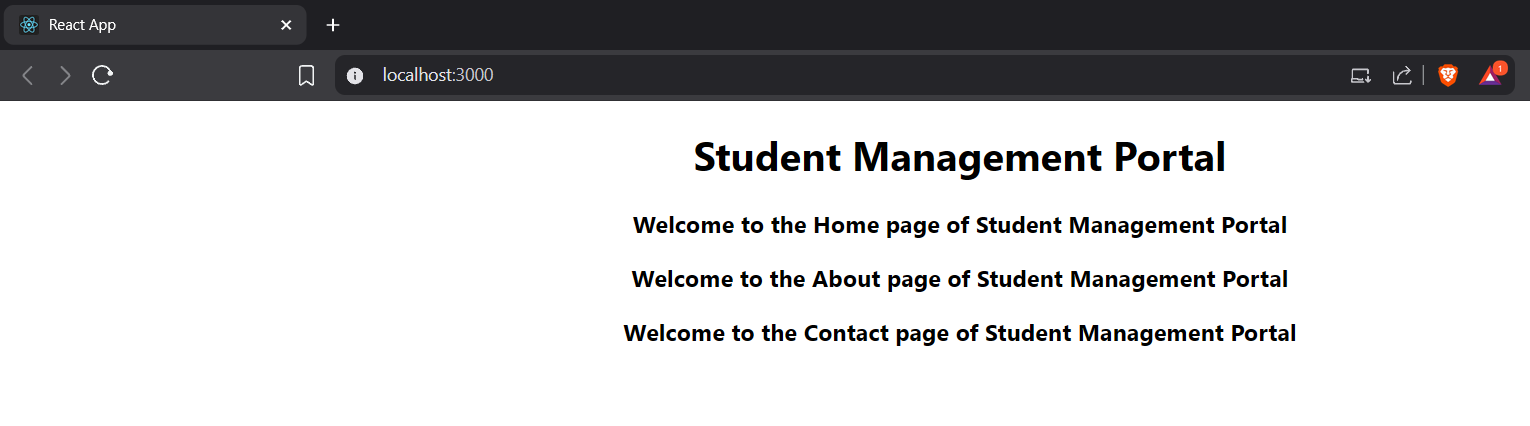 React App
localhost:3000
1
Student Management Portal
Welcome to the Home page of Student Management Portal
Welcome to the About page of Student Management Portal
Welcome to the Contact page of Student Management Portal